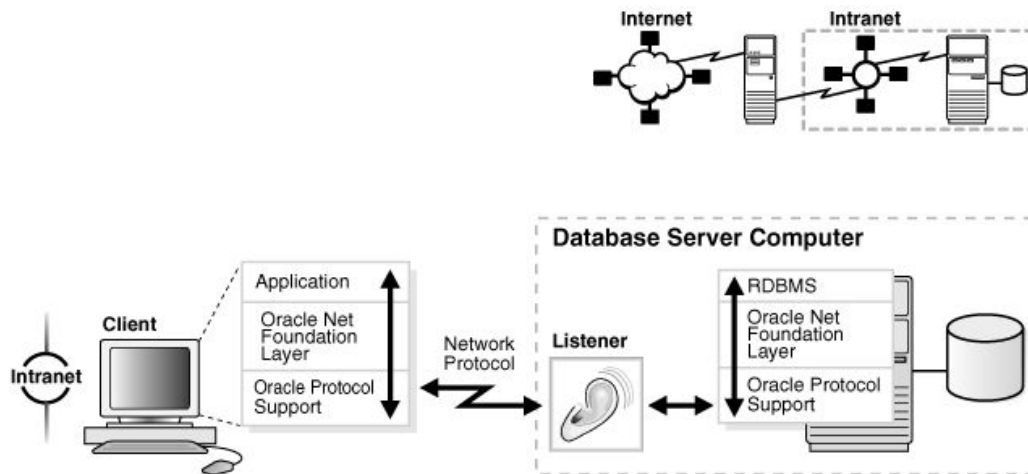 Internet
Intranet
Database Server Computer
Application
Oracle Net
Foundation
Layer
Oracle Protocol
Support
Client
Intranet
Network
Protocol
Listener
RDBMS
Oracle Net
Foundation
Layer
Oracle Protocol
Support